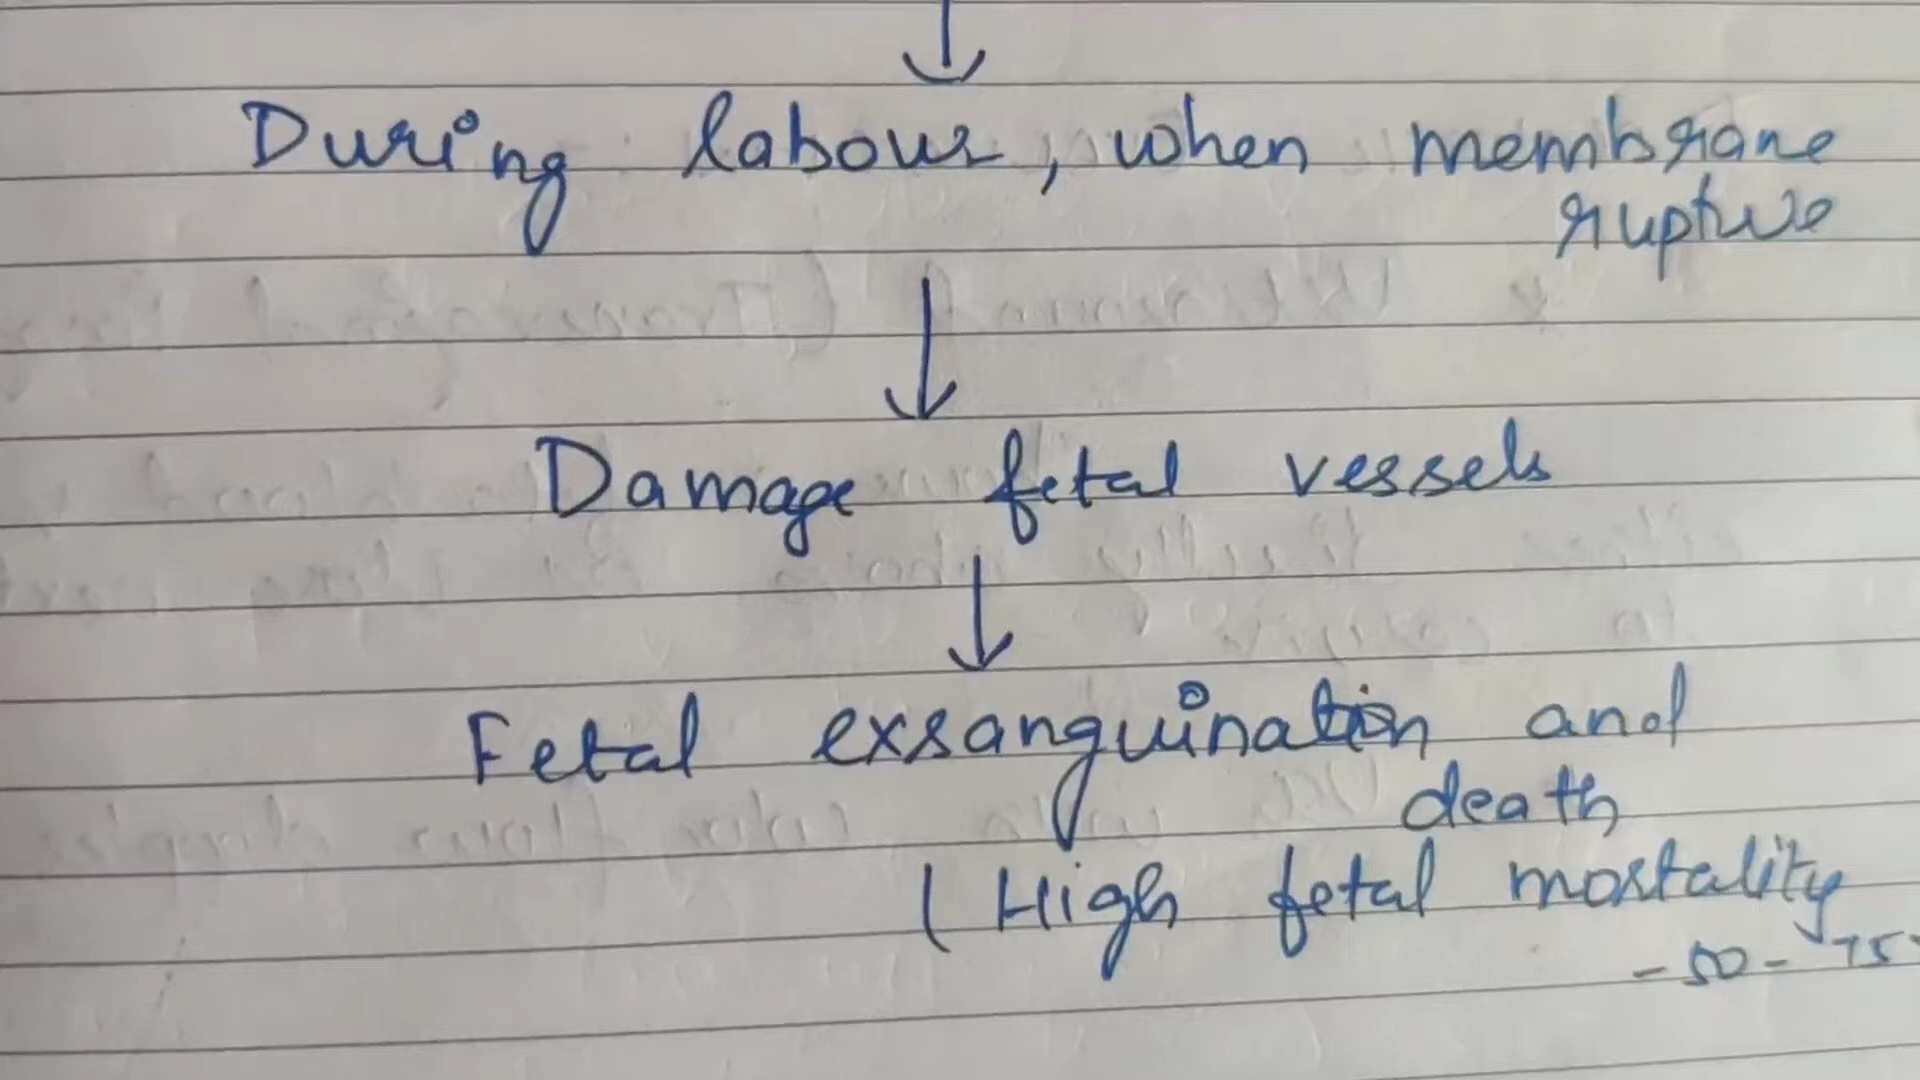 ↓
During labour, when membrane
rupture
↓
Damage fetal vessels
↓
Fetal exsanguination and
death
( High fetal mortality
- 50 - 75